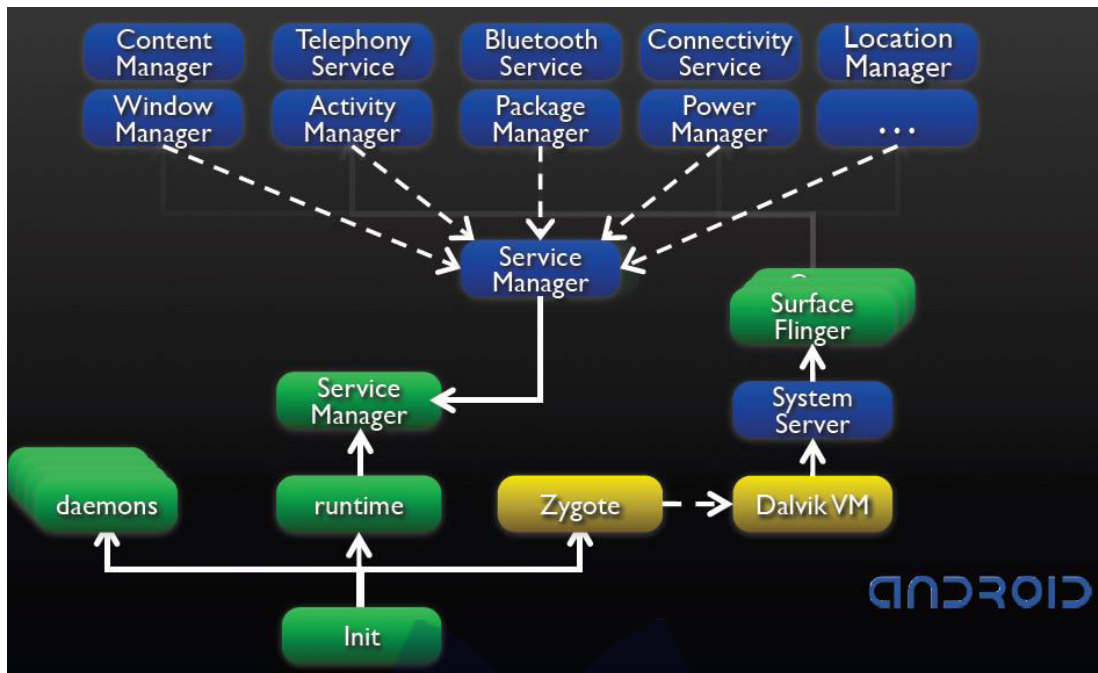 Content
Manager
Telephony
Service
Bluetooth
Service
Connectivity
Service
Location
Manager
Window
Manager
Activity
Manager
Package
Manager
Power
Manager
...
Service
Manager
Surface
Flinger
Service
Manager
System
Server
daemons
runtime
Zygote
Dalvik VM
Init
ANDROID